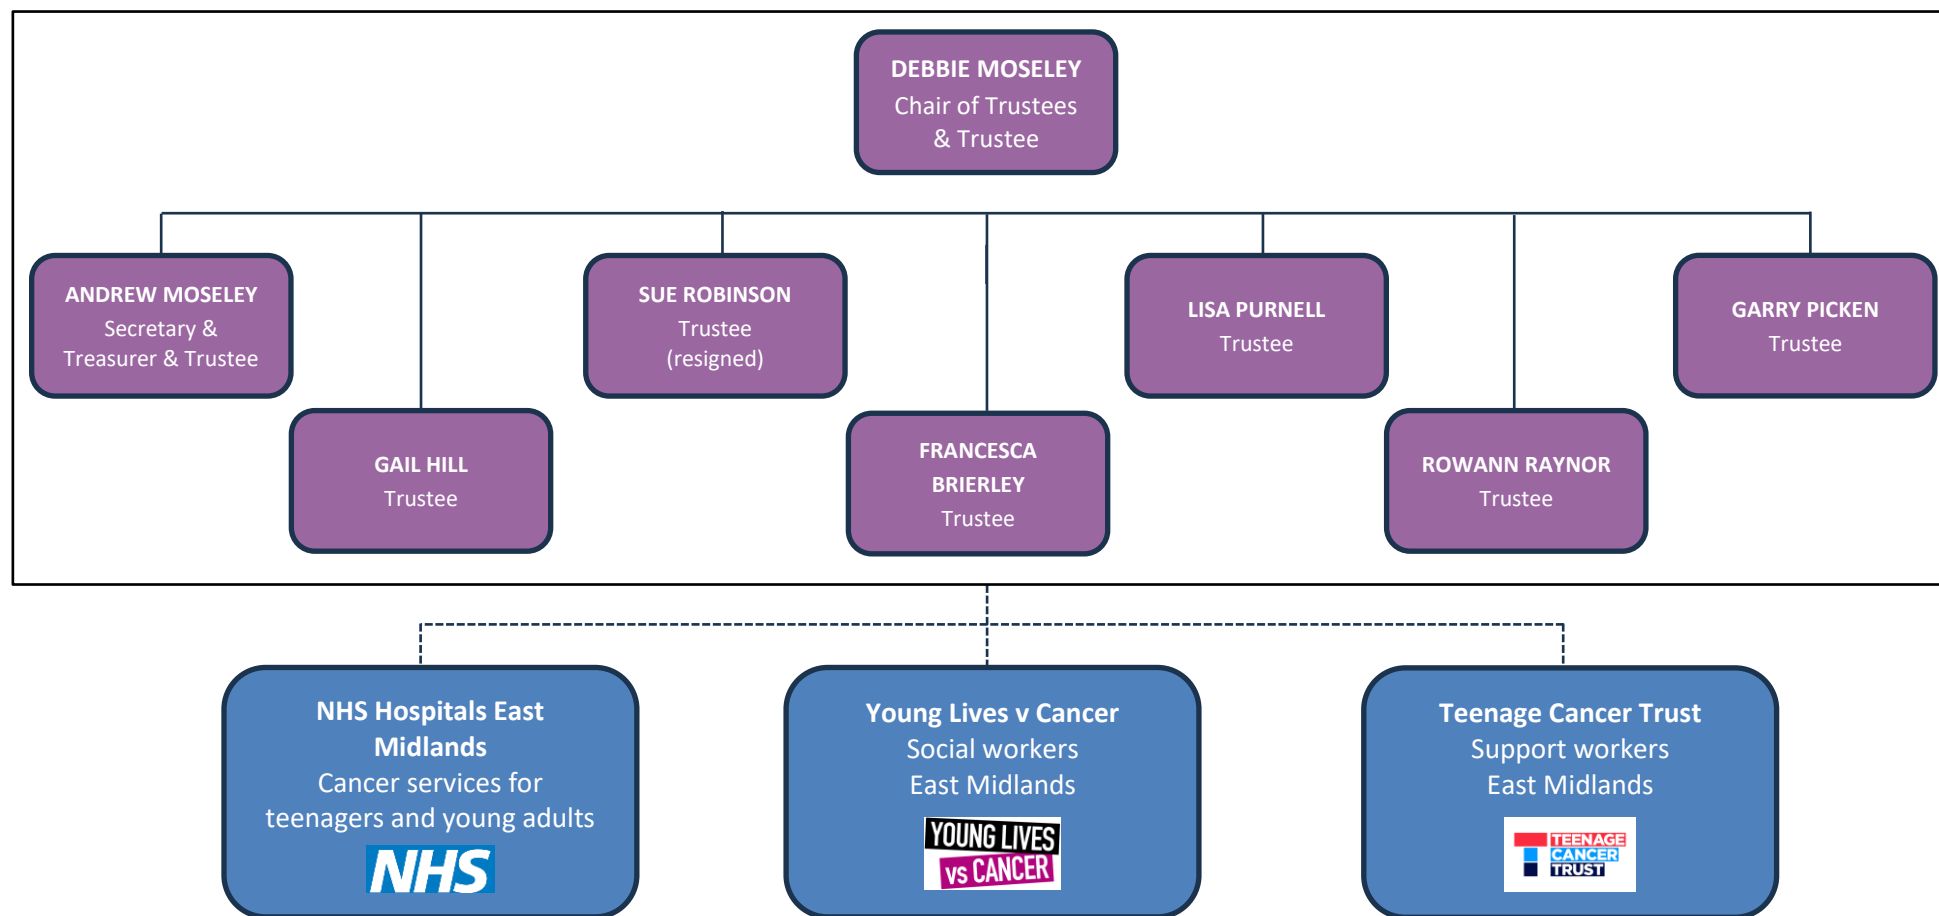 DEBBIE MOSELEY
Chair of Trustees
& Trustee
ANDREW MOSELEY
Secretary &
Treasurer & Trustee
SUE ROBINSON
Trustee
(resigned)
LISA PURNELL
Trustee
GARRY PICKEN
Trustee
GAIL HILL
Trustee
FRANCESCA
BRIERLEY
Trustee
ROWANN RAYNOR
Trustee
NHS Hospitals East
Midlands
Cancer services for
teenagers and young adults
NHS
Young Lives v Cancer
Social workers
East Midlands
YOUNG LIVES
vs CANCER
Teenage Cancer Trust
Support workers
East Midlands
TEENAGE
CANCER
TRUST